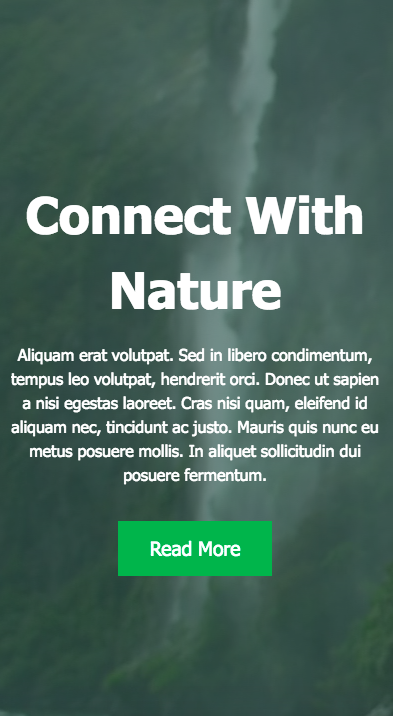 Connect With
Nature
Aliquam erat volutpat. Sed in libero condimentum,
tempus leo volutpat, hendrerit orci. Donec ut sapien
a nisi egestas laoreet. Cras nisi quam, eleifend id
aliquam nec, tincidunt ac justo. Mauris quis nunc eu
metus posuere mollis. In aliquet sollicitudin dui
posuere fermentum.
Read More